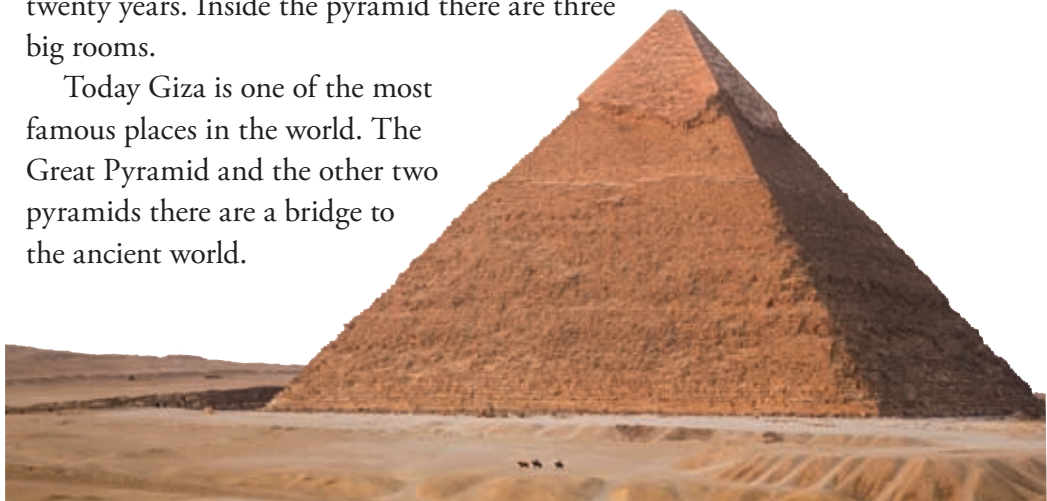 twenty years. Inside the pyramid there are three
big rooms.
Today Giza is one of the most
famous places in the world. The
Great Pyramid and the other two
pyramids there are a bridge to
the ancient world.